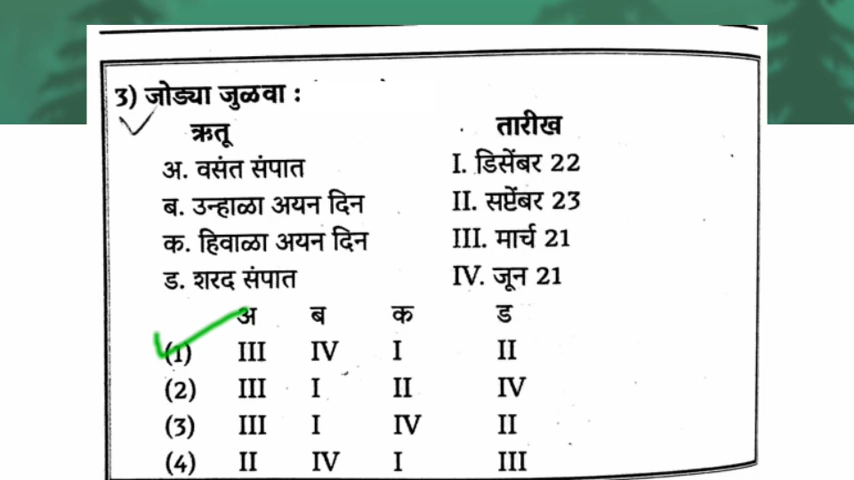 3) जोड्या जुळवा :
ऋतू तारीख
अ. वसंत संपात I. डिसेंबर 22
ब. उन्हाळा अयन दिन II. सप्टेंबर 23
क. हिवाळा अयन दिन III. मार्च 21
ड. शरद संपात IV. जून 21
अ ब क ड
(1) III IV I II
(2) III I II IV
(3) III I IV II
(4) II IV I III